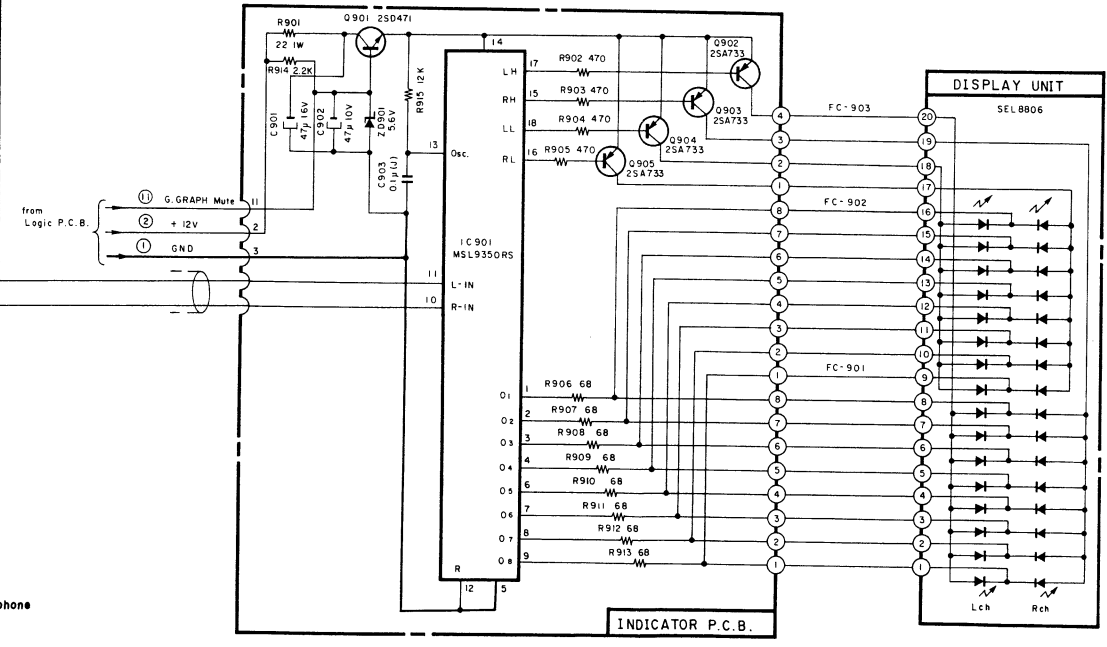 R901
22 1W
R914 2.2K
Q901 2SD471
C901
47μ 16V
C902
47μ 10V
ZD901
5.6V
R915 12K
C903
0.1μ (J)
14
13
Osc.
from
Logic P.C.B.
11 G.GRAPH Mute 11
2 + 12V 2
1 GND 3
11
L-IN
10
R-IN
IC901
MSL9350RS
LH
17
R902 470
RH
15
R903 470
LL
18
R904 470
RL
16
R905 470
Q902
2SA733
Q903
2SA733
Q904
2SA733
Q905
2SA733
O1 1 R906 68
O2 2 R907 68
O3 3 R908 68
O4 4 R909 68
O5 6 R910 68
O6 7 R911 68
O7 8 R912 68
O8 9 R913 68
R
12
5
FC-903
4
3
2
1
FC-902
8
7
6
5
4
3
2
1
FC-901
8
7
6
5
4
3
2
1
INDICATOR P.C.B.
DISPLAY UNIT
SEL8806
20
19
18
17
16
15
14
13
12
11
10
9
8
7
6
5
4
3
2
1
Lch
Rch
phone